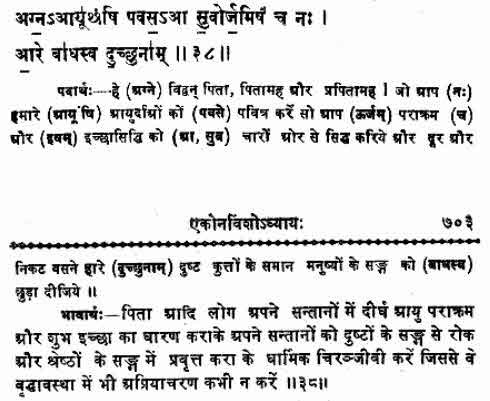 अग्नऽआयूᳬंषि पवसऽआ सुवोर्जमिषं च नः ।
आरे बाधस्व दुच्छुनाम् ॥३८॥
पदार्थः—हे (अग्ने) विद्वन् पिता, पितामह और प्रपितामह ! जो आप (नः)
हमारे (आयूंषि) आयुर्दाओं कों (पवसे) पवित्र करें सो आप (ऊर्जम्) पराक्रम (च)
और (इषम्) इच्छासिद्धि को (आ, सुव) चारों ओर से सिद्ध करिये और दूर और
एकोनविंशोऽध्यायः ७०३
निकट वसने हारे (दुच्छुनाम्) दुष्ट कुत्तों के समान मनुष्यों के सङ्ग को (बाधस्व)
छुड़ा दीजिये ॥
भावार्थः—पिता आदि लोग अपने सन्तानों में दीर्घ आयु पराक्रम
और शुभ इच्छा का धारण कराके अपने सन्तानों को दुष्टों के सङ्ग से रोक
और श्रेष्ठों के सङ्ग में प्रवृत्त करा के धार्मिक चिरञ्जीवी करें जिससे वे
वृद्धावस्था में भी अप्रियाचरण कभी न करें ॥३८॥